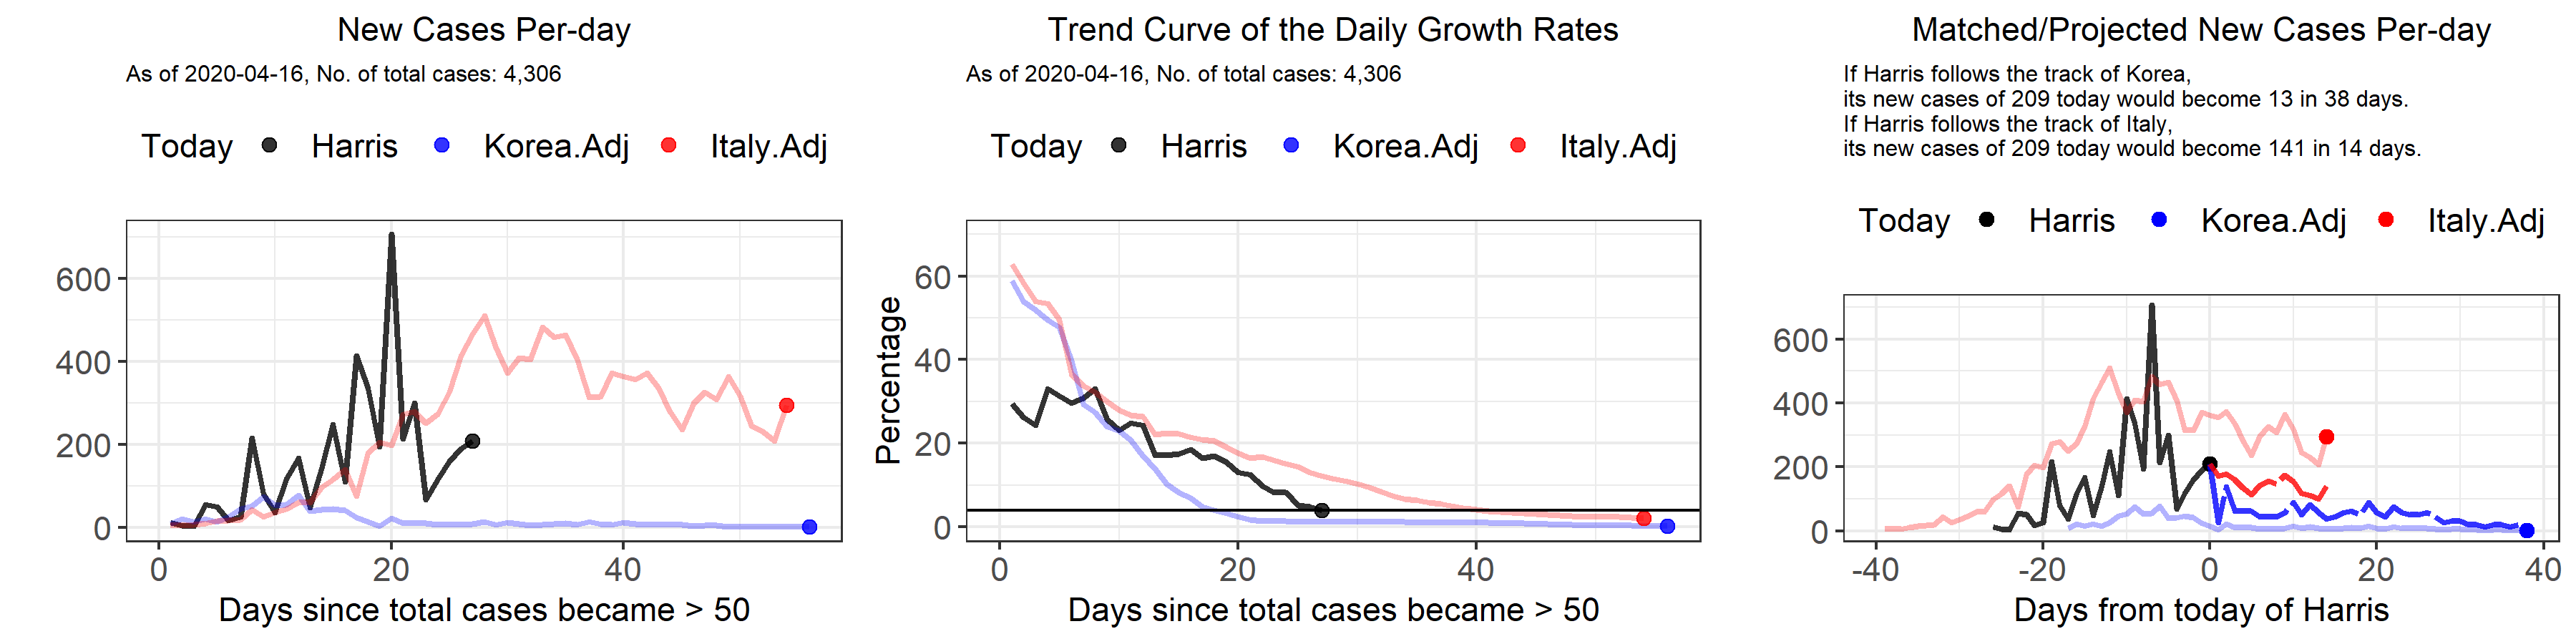 New Cases Per-day
As of 2020-04-16, No. of total cases: 4,306
Today Harris Korea.Adj Italy.Adj
600
400
200
0
0 20 40
Days since total cases became > 50
Trend Curve of the Daily Growth Rates
As of 2020-04-16, No. of total cases: 4,306
Today Harris Korea.Adj Italy.Adj
Percentage
60
40
20
0
0 20 40
Days since total cases became > 50
Matched/Projected New Cases Per-day
If Harris follows the track of Korea,
its new cases of 209 today would become 13 in 38 days.
If Harris follows the track of Italy,
its new cases of 209 today would become 141 in 14 days.
Today Harris Korea.Adj Italy.Adj
600
400
200
0
-40 -20 0 20 40
Days from today of Harris